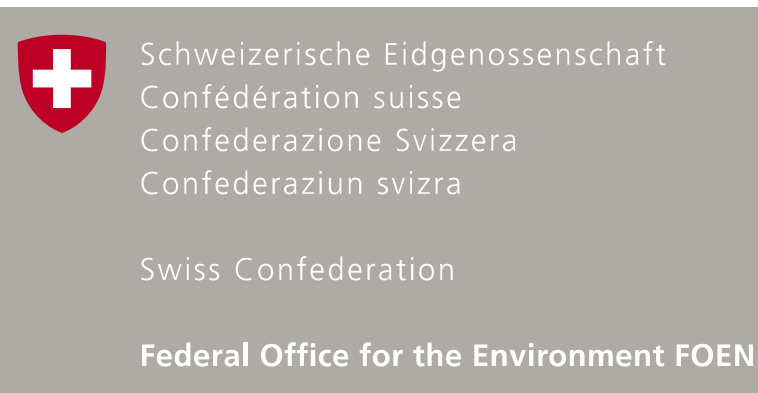 Schweizerische Eidgenossenschaft
Confédération suisse
Confederazione Svizzera
Confederaziun svizra
Swiss Confederation
Federal Office for the Environment FOEN